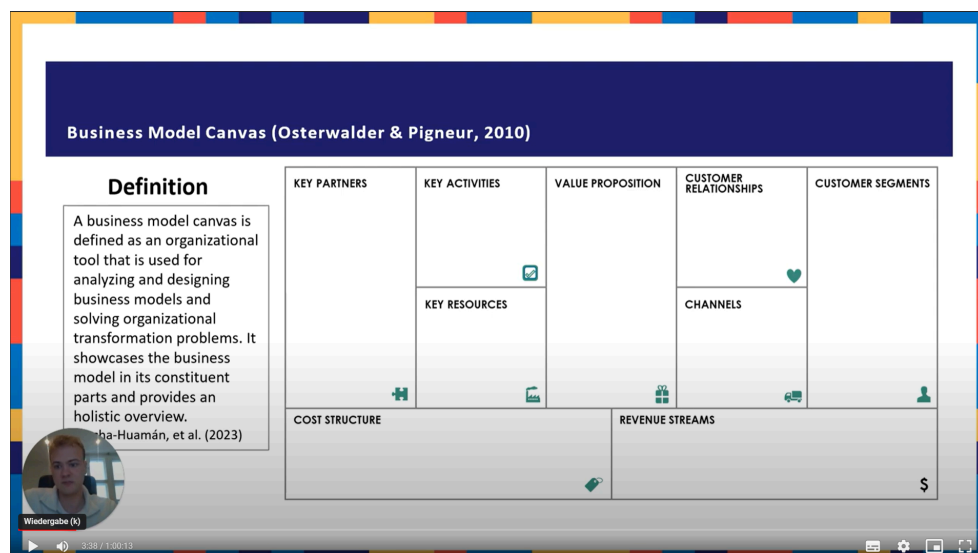 Business Model Canvas (Osterwalder & Pigneur, 2010)
Definition
A business model canvas is
defined as an organizational
tool that is used for
analyzing and designing
business models and
solving organizational
transformation problems. It
showcases the business
model in its constituent
parts and provides an
holistic overview.
et al. (2023)
KEY PARTNERS
KEY ACTIVITIES
KEY RESOURCES
VALUE PROPOSITION
CUSTOMER
RELATIONSHIPS
CHANNELS
CUSTOMER SEGMENTS
COST STRUCTURE
REVENUE STREAMS
$
Wiedergabe (k)
3:38 / 1:00:13